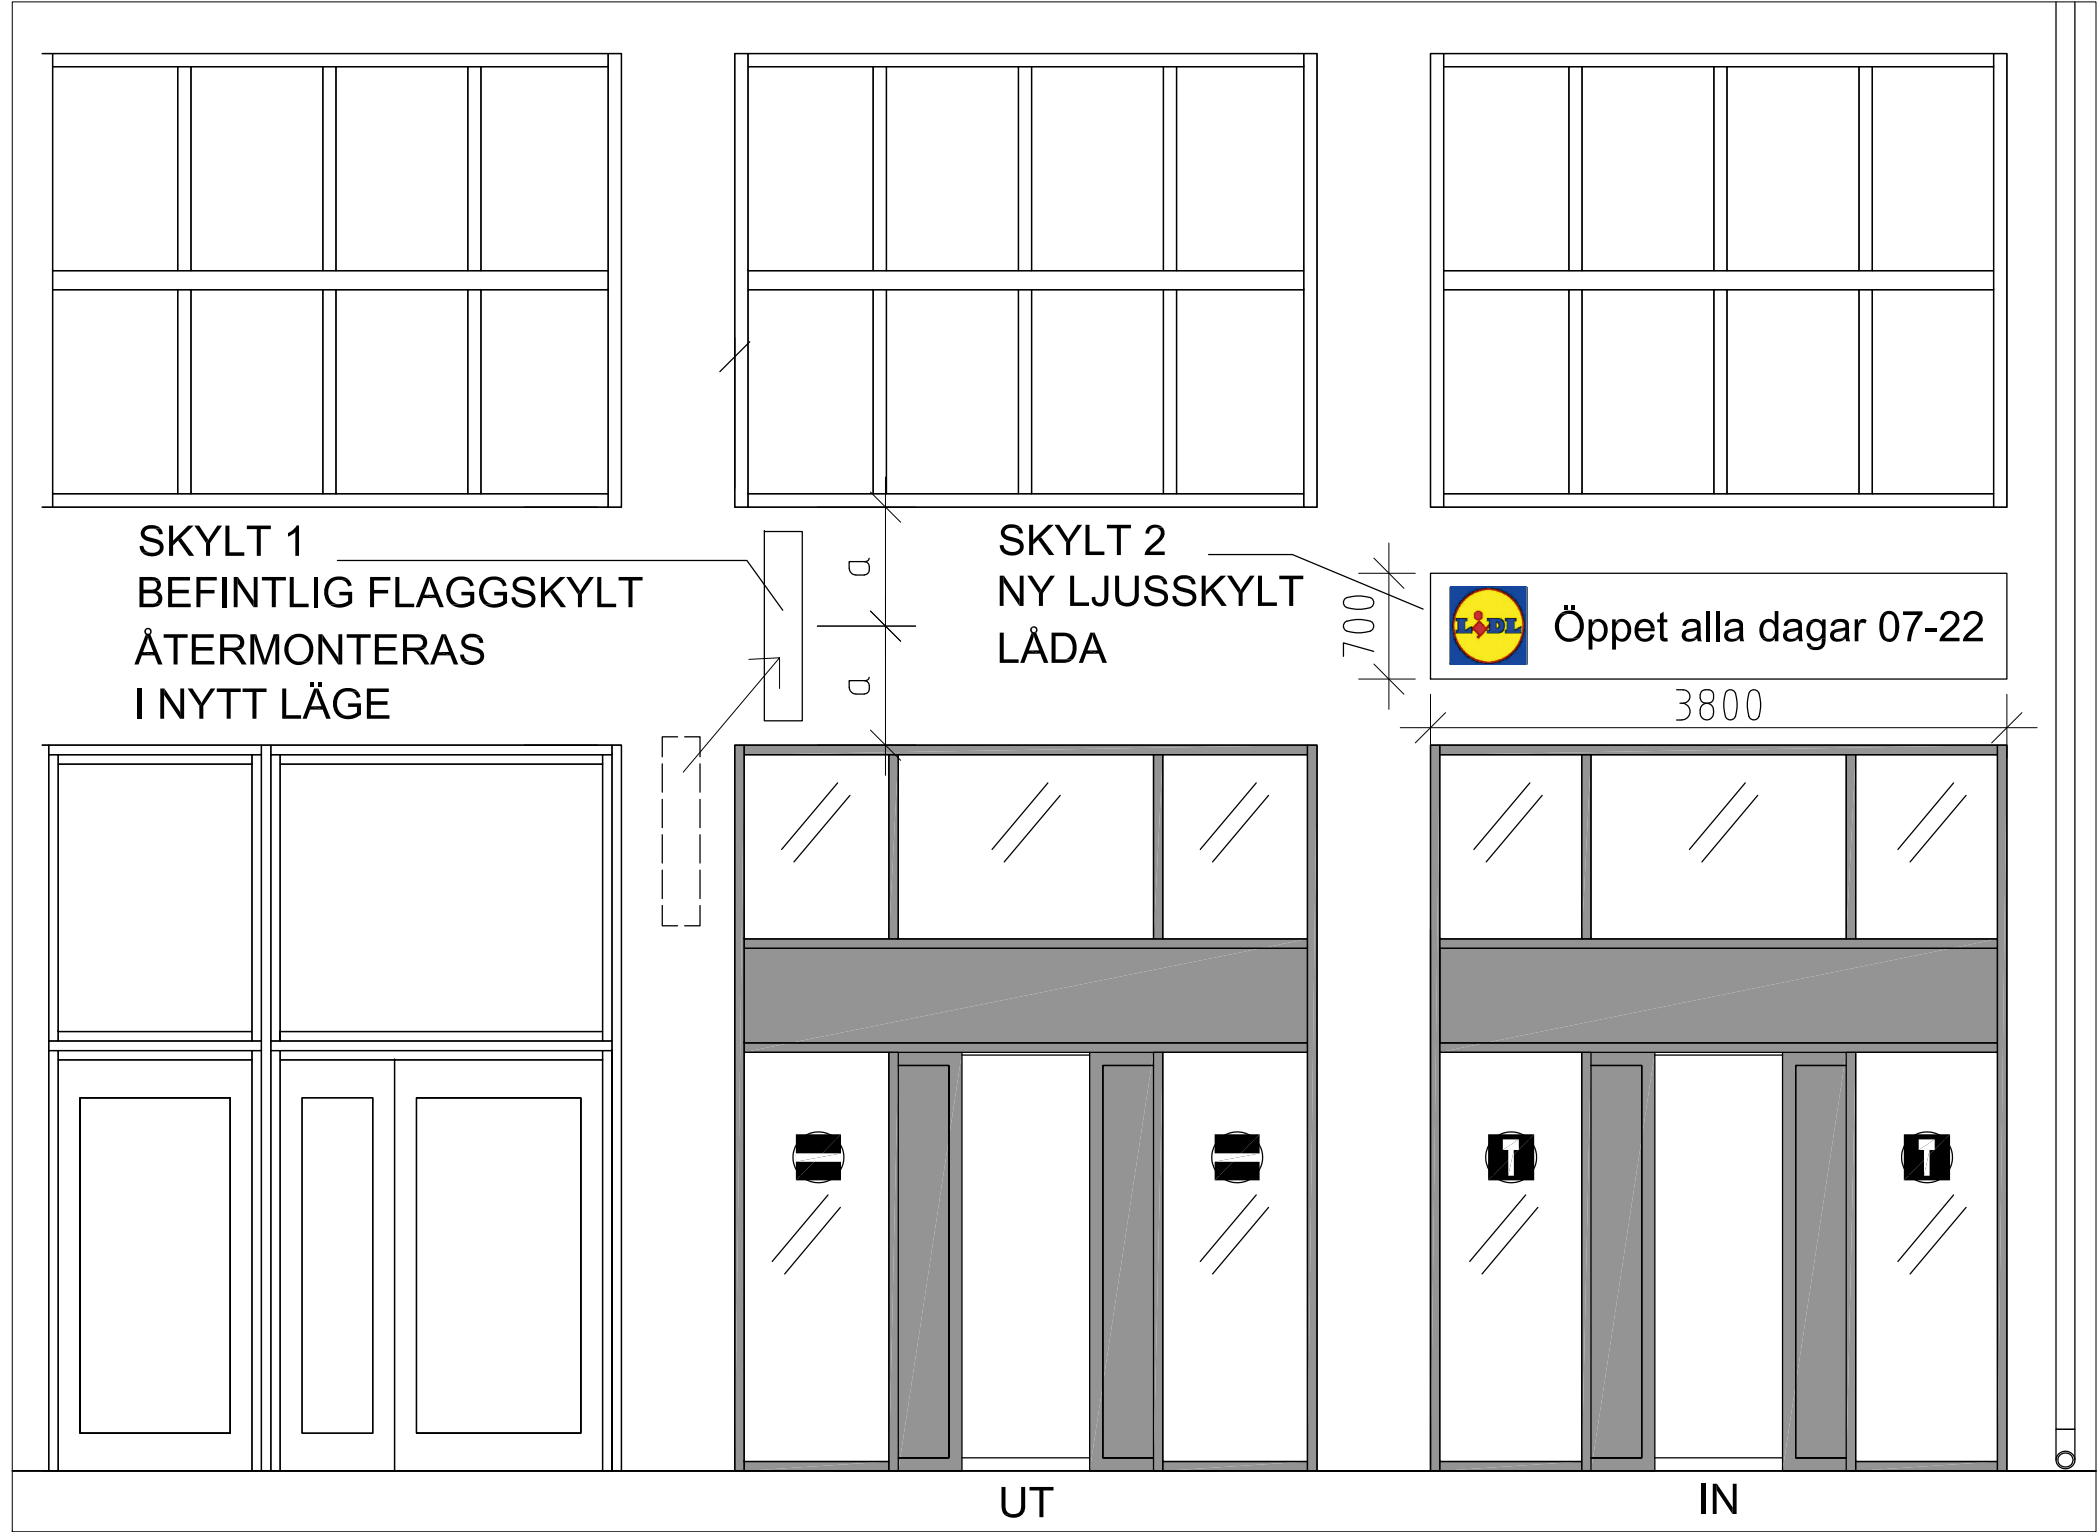 SKYLT 1
BEFINTLIG FLAGGSKYLT
ÅTERMONTERAS
I NYTT LÄGE
a
a
SKYLT 2
NY LJUSSKYLT
LÅDA
700
LIDL
Öppet alla dagar 07-22
3800
UT
IN